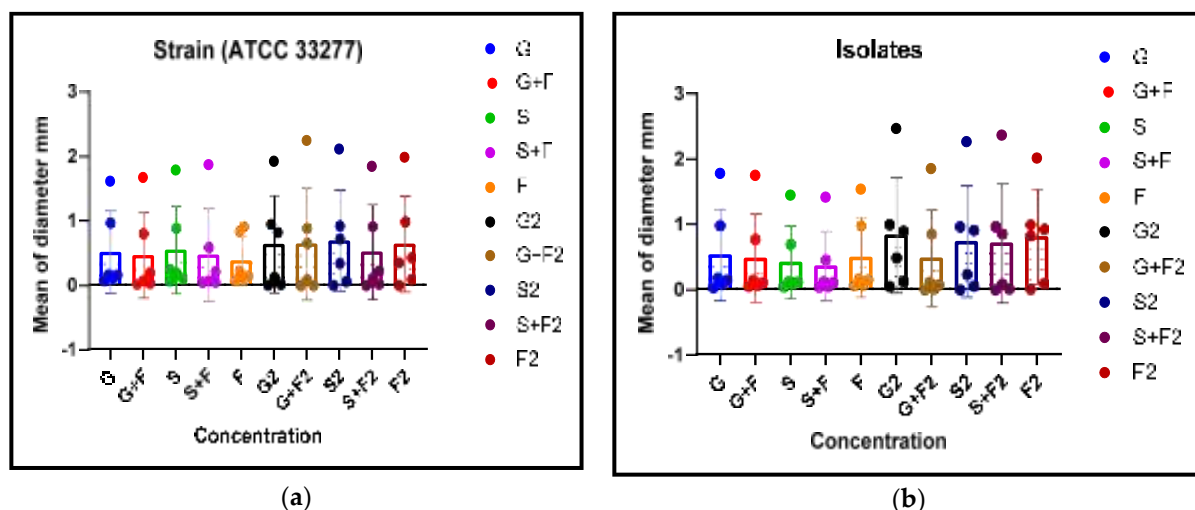 Strain (ATCC 33277)
Mean of diameter mm
3
2
1
0
-1
G
G+F
S
S+F
F
G2
G+F2
S2
S+F2
F2
Concentration
G
G+F
S
S+F
F
G2
G+F2
S2
S+F2
F2
(a)
Isolates
Mean of diameter mm
3
2
1
0
-1
G
G+F
S
S+F
F
G2
G+F2
S2
S+F2
F2
Concentration
G
G+F
S
S+F
F
G2
G+F2
S2
S+F2
F2
(b)